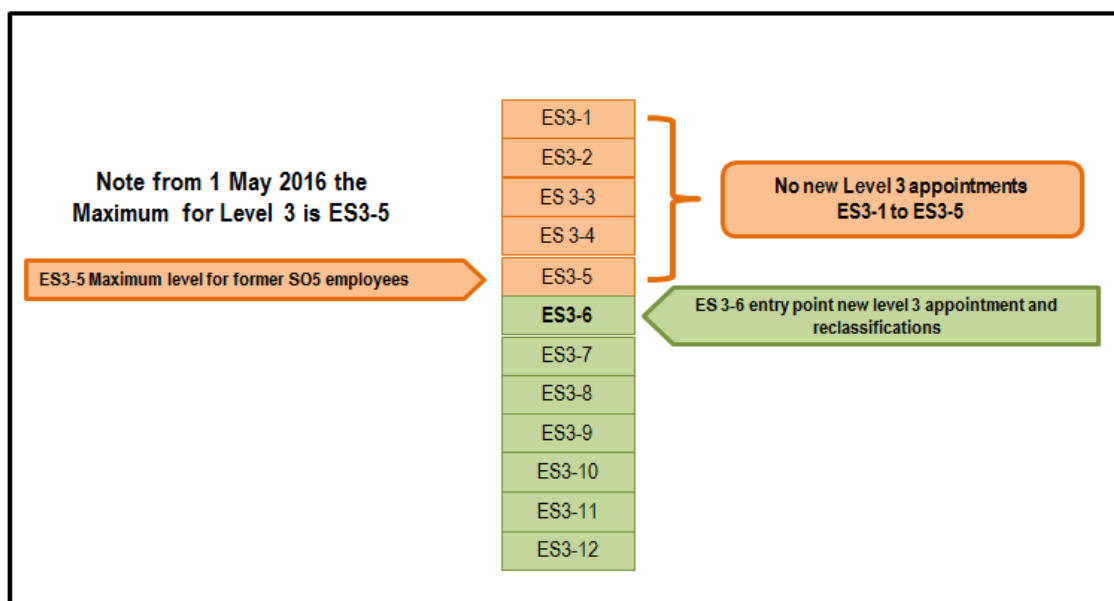 Note from 1 May 2016 the
Maximum for Level 3 is ES3-5
ES3-5 Maximum level for former SO5 employees
ES3-1
ES3-2
ES 3-3
ES 3-4
ES3-5
ES3-6
ES3-7
ES3-8
ES3-9
ES3-10
ES3-11
ES3-12
No new Level 3 appointments
ES3-1 to ES3-5
ES 3-6 entry point new level 3 appointment and
reclassifications